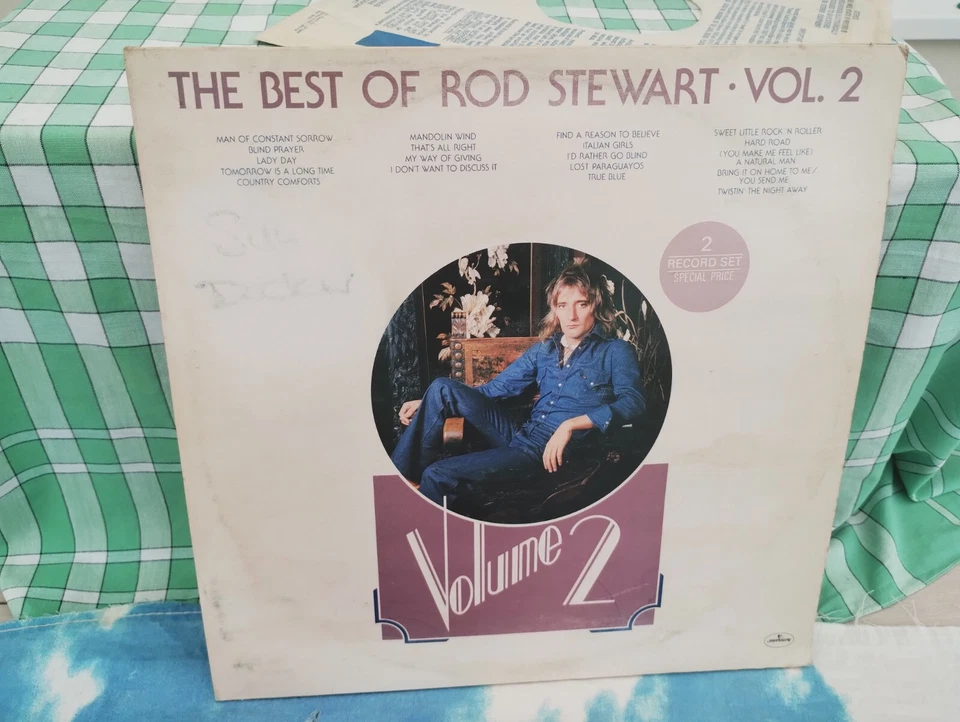 THE BEST OF ROD STEWART · VOL. 2
MAN OF CONSTANT SORROW
BLIND PRAYER
LADY DAY
TOMORROW IS A LONG TIME
COUNTRY COMFORTS
MANDOLIN WIND
THAT'S ALL RIGHT
MY WAY OF GIVING
I DON'T WANT TO DISCUSS IT
FIND A REASON TO BELIEVE
ITALIAN GIRLS
I'D RATHER GO BLIND
LOST PARAGUAYOS
TRUE BLUE
SWEET LITTLE ROCK 'N ROLLER
HARD ROAD
(YOU MAKE ME FEEL LIKE)
A NATURAL MAN
BRING IT ON HOME TO ME/
YOU SEND ME
TWISTIN' THE NIGHT AWAY
2
RECORD SET
SPECIAL PRICE
Volume 2
mercury